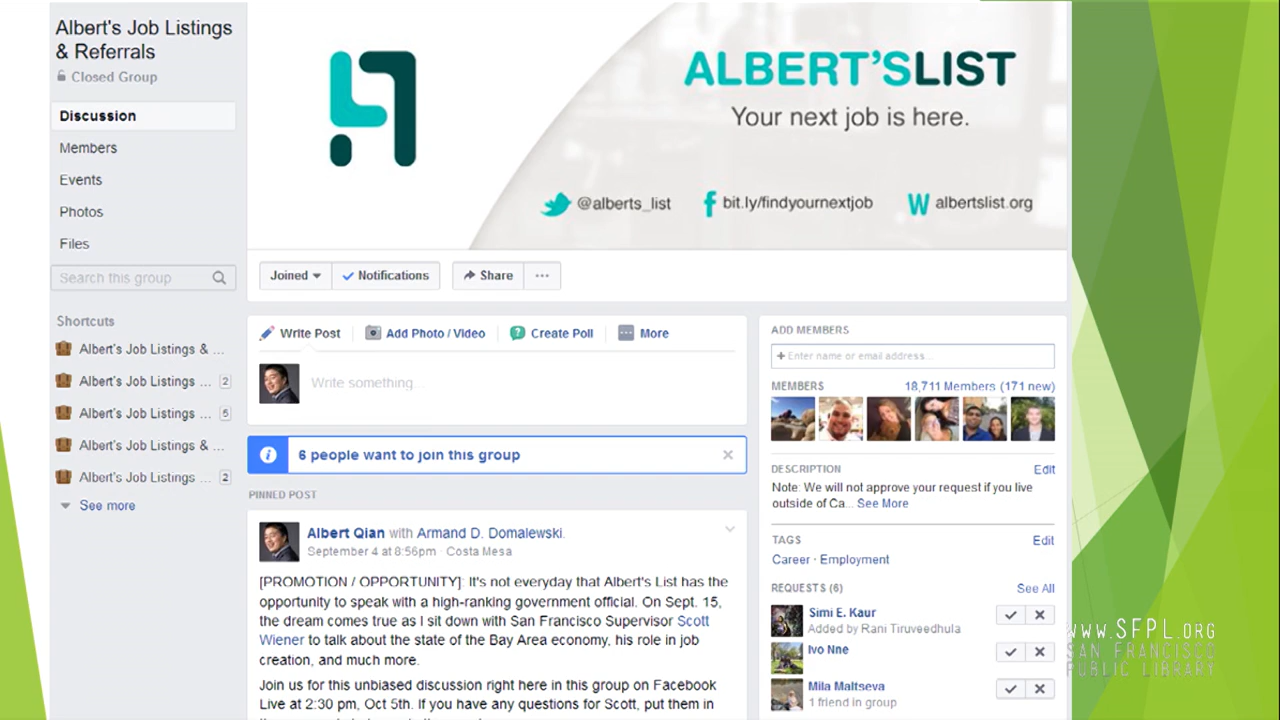 Albert's Job Listings
& Referrals
Closed Group
Discussion
Members
Events
Photos
Files
Search this group
Shortcuts
Albert's Job Listings & ...
Albert's Job Listings ... 2
Albert's Job Listings ... 5
Albert's Job Listings & ...
Albert's Job Listings ... 2
See more
ALBERT'SLIST
Your next job is here.
@alberts_list
bit.ly/findyournextjob
albertslist.org
Joined
Notifications
Share
...
Write Post
Add Photo / Video
Create Poll
More
Write something...
6 people want to join this group
PINNED POST
Albert Qian with Armand D. Domalewski.
September 4 at 8:56pm · Costa Mesa
[PROMOTION / OPPORTUNITY]: It's not everyday that Albert's List has the
opportunity to speak with a high-ranking government official. On Sept. 15,
the dream comes true as I sit down with San Francisco Supervisor Scott
Wiener to talk about the state of the Bay Area economy, his role in job
creation, and much more.
Join us for this unbiased discussion right here in this group on Facebook
Live at 2:30 pm, Oct 5th. If you have any questions for Scott, put them in
ADD MEMBERS
+ Enter name or email address...
MEMBERS
18,711 Members (171 new)
DESCRIPTION
Edit
Note: We will not approve your request if you live
outside of Ca... See More
TAGS
Edit
Career · Employment
REQUESTS (6)
See All
Simi E. Kaur
Added by Rani Tiruveedhula
Ivo Nne
Mila Maltseva
1 friend in group
WWW.SFPL.ORG
SAN FRANCISCO
PUBLIC LIBRARY